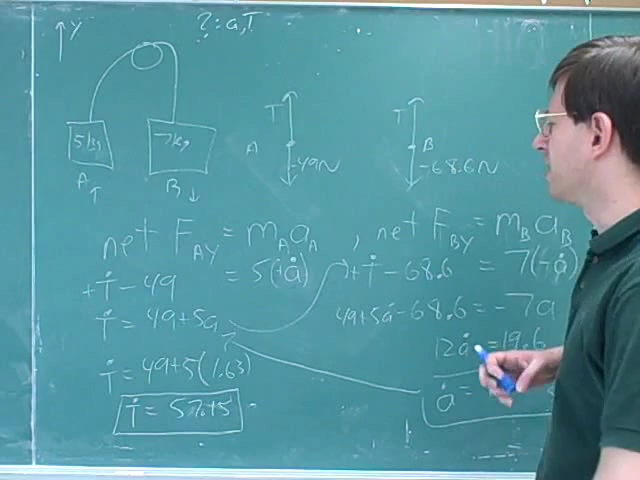 ↑Y
?: a,T
5kg
7kg
A↑
B↓
T
A
-49N
T
B
-68.6N
net F_AY = m_A a_A , net F_BY = m_B a_B
+T - 49 = 5(+a)
+T - 68.6 = 7(-a)
T = 49+5a
49+5a-68.6 = -7a
12a = 19.6
T = 49+5(1.63)
a =
T = 57.15